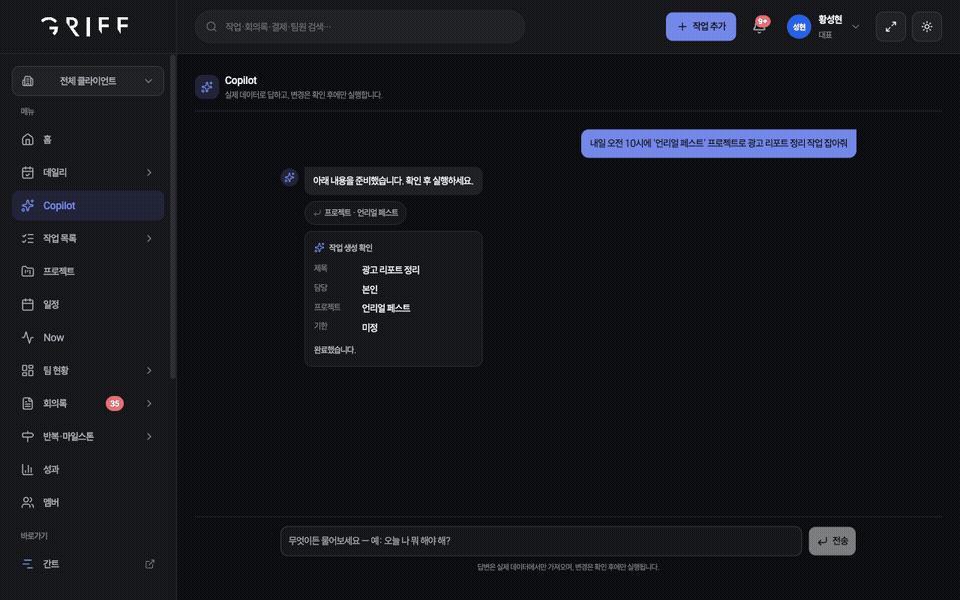 GRIFF
작업·회의록·결제·팀원 검색…
+ 작업 추가
9+
성현
황성현
대표
전체 클라이언트
메뉴
홈
데일리
Copilot
작업 목록
프로젝트
일정
Now
팀 현황
회의록
35
반복·마일스톤
성과
멤버
바로가기
간트
Copilot
실제 데이터로 답하고, 변경은 확인 후에만 실행합니다.
내일 오전 10시에 '언리얼 페스트' 프로젝트로 광고 리포트 정리 작업 잡아줘
아래 내용을 준비했습니다. 확인 후 실행하세요.
프로젝트 · 언리얼 페스트
작업 생성 확인
제목 광고 리포트 정리
담당 본인
프로젝트 언리얼 페스트
기한 미정
완료했습니다.
무엇이든 물어보세요 — 예: 오늘 나 뭐 해야 해?
전송
답변은 실제 데이터에서만 가져오며, 변경은 확인 후에만 실행됩니다.